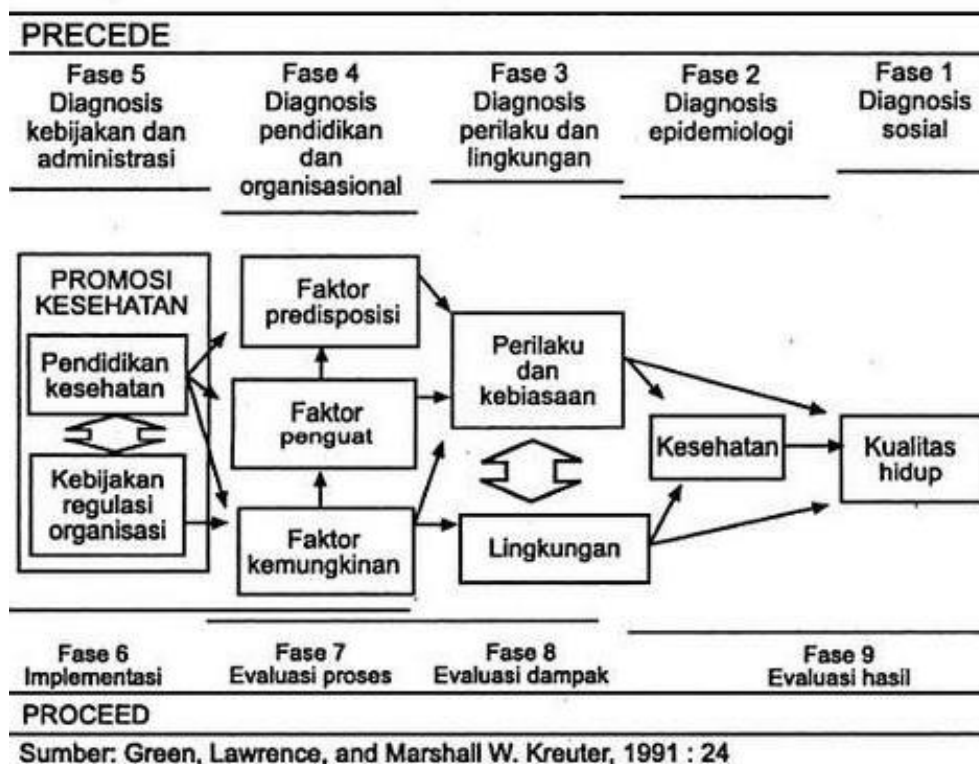 PRECEDE
Fase 5
Diagnosis
kebijakan dan
administrasi
Fase 4
Diagnosis
pendidikan
dan
organisasional
Fase 3
Diagnosis
perilaku dan
lingkungan
Fase 2
Diagnosis
epidemiologi
Fase 1
Diagnosis
sosial
PROMOSI
KESEHATAN
Pendidikan
kesehatan
Kebijakan
regulasi
organisasi
Faktor
predisposisi
Faktor
penguat
Faktor
kemungkinan
Perilaku
dan
kebiasaan
Lingkungan
Kesehatan
Kualitas
hidup
Fase 6
Implementasi
Fase 7
Evaluasi proses
Fase 8
Evaluasi dampak
Fase 9
Evaluasi hasil
PROCEED
Sumber: Green, Lawrence, and Marshall W. Kreuter, 1991 : 24